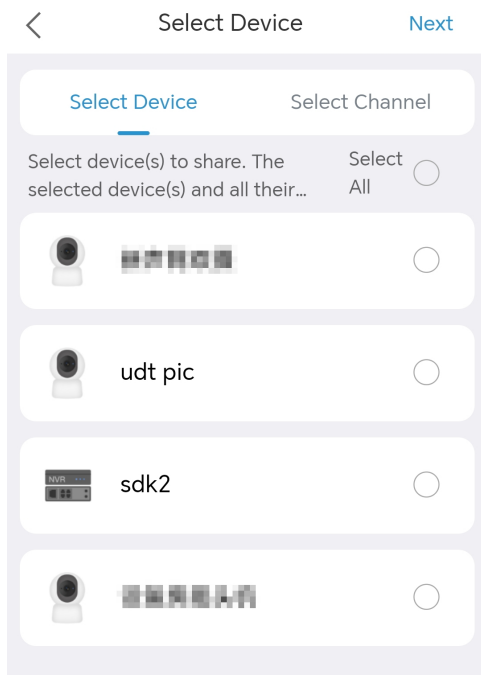 Select Device
Next
Select Device
Select Channel
Select device(s) to share. The
selected device(s) and all their...
Select
All
udt pic
NVR
sdk2